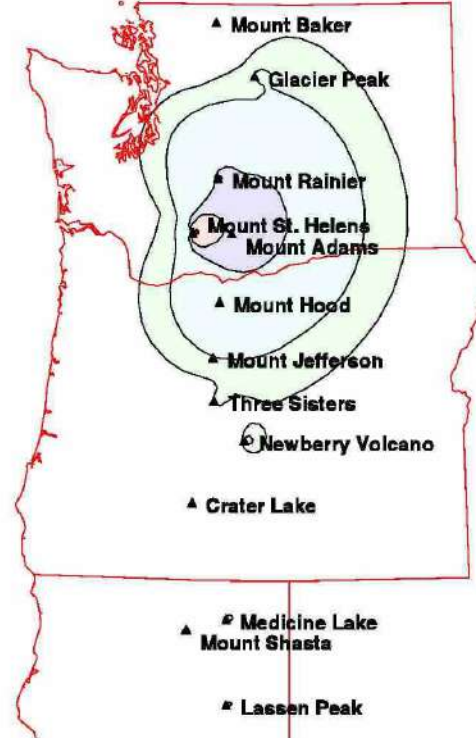 Mount Baker
Glacier Peak
Mount Rainier
Mount St. Helens
Mount Adams
Mount Hood
Mount Jefferson
Three Sisters
Newberry Volcano
Crater Lake
Medicine Lake
Mount Shasta
Lassen Peak